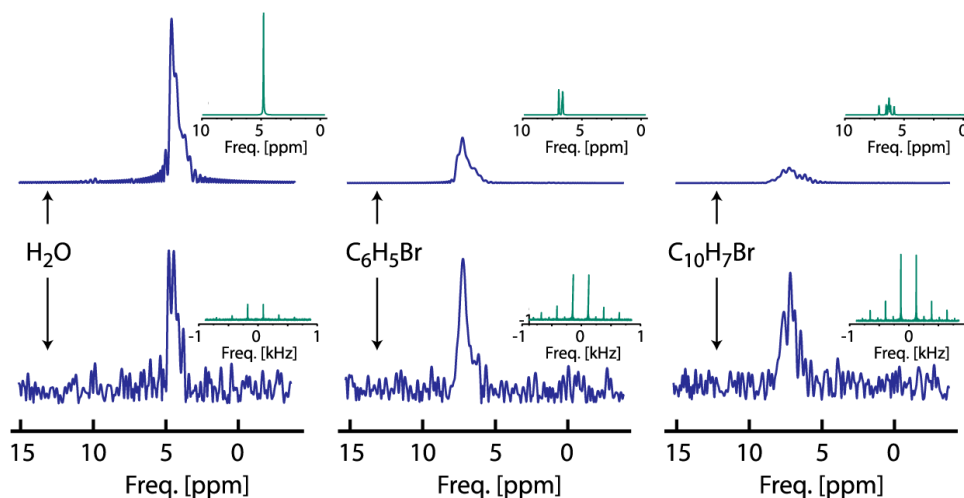 10 5 0
Freq. [ppm]
10 5 0
Freq. [ppm]
10 5 0
Freq. [ppm]
H₂O
C₆H₅Br
C₁₀H₇Br
-1 0 1
Freq. [kHz]
-1
-1 0 1
Freq. [kHz]
-1 0
Freq. [kHz]
15 10 5 0
Freq. [ppm]
15 10 5 0
Freq. [ppm]
15 10 5 0
Freq. [ppm]